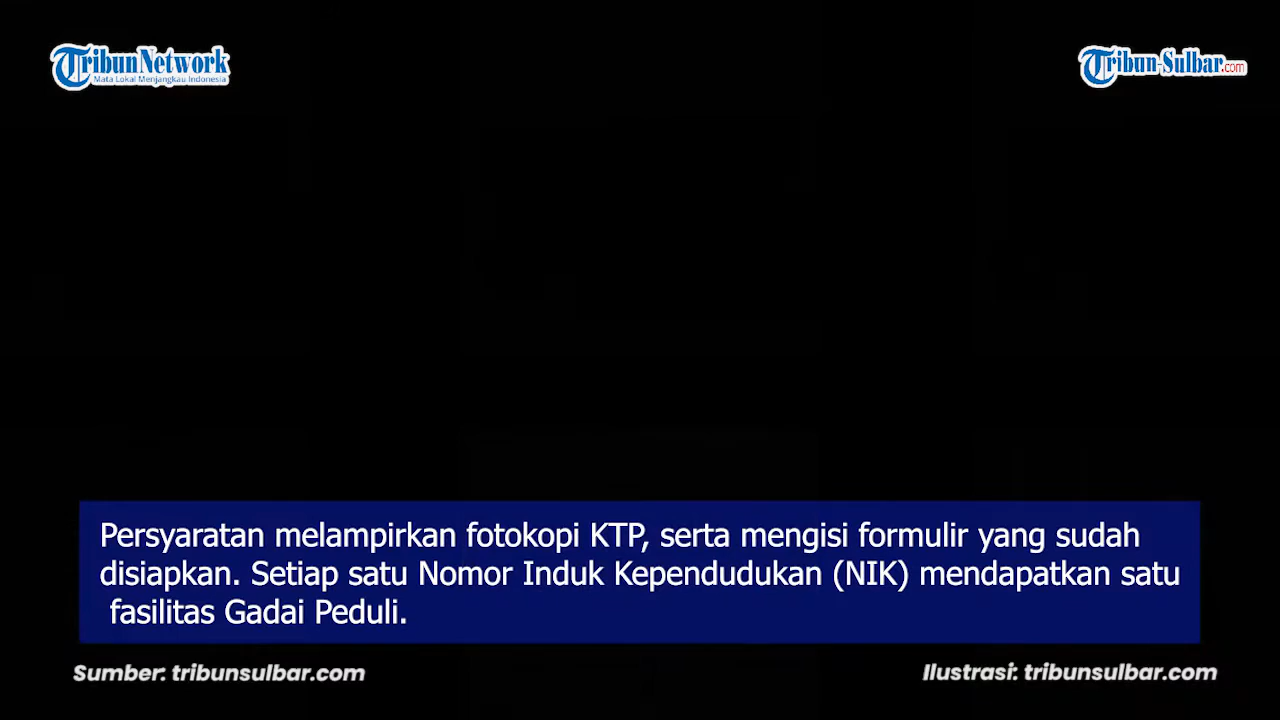 TribunNetwork
Mata Lokal Menjangkau Indonesia
Tribun-Sulbar.com
Persyaratan melampirkan fotokopi KTP, serta mengisi formulir yang sudah
disiapkan. Setiap satu Nomor Induk Kependudukan (NIK) mendapatkan satu
fasilitas Gadai Peduli.
Sumber: tribunsulbar.com
Ilustrasi: tribunsulbar.com